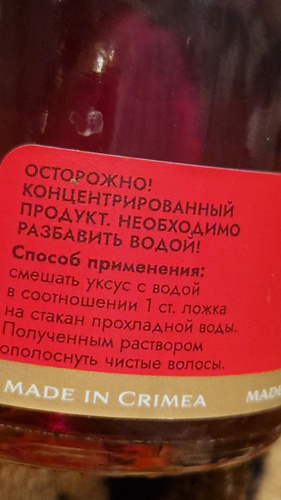 ОСТОРОЖНО!
КОНЦЕНТРИРОВАННЫЙ
ПРОДУКТ. НЕОБХОДИМО
РАЗБАВИТЬ ВОДОЙ!
Способ применения:
смешать уксус с водой
в соотношении 1 ст. ложка
на стакан прохладной воды.
Полученным раствором
ополоснуть чистые волосы.
MADE IN CRIMEA MADE